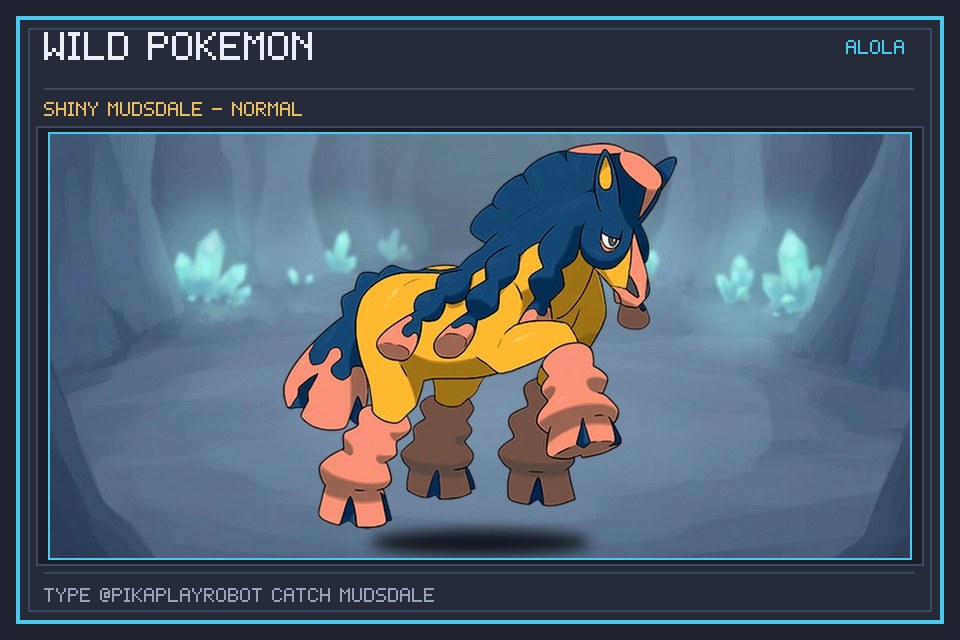 WILD POKEMON
ALOLA
SHINY MUDSDALE - NORMAL
TYPE @PIKAPLAYROBOT CATCH MUDSDALE